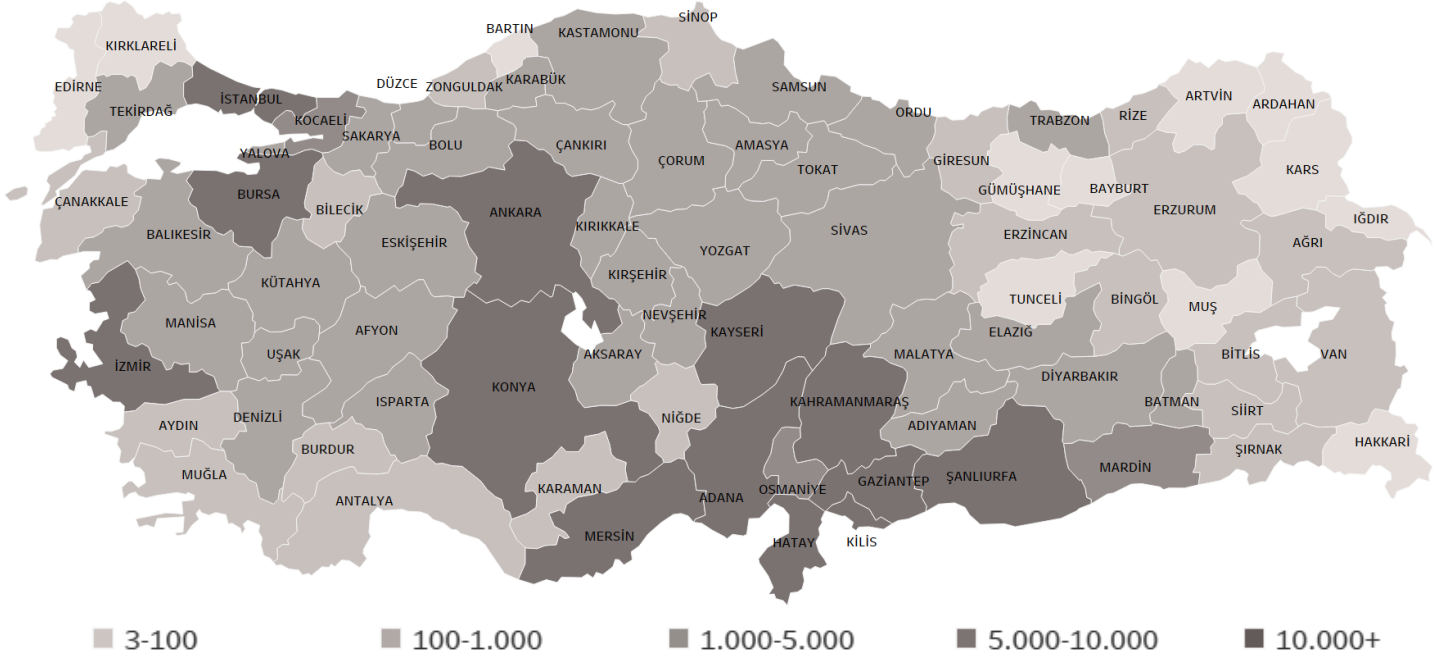 SİNOP
BARTIN
KASTAMONU
KIRKLARELİ
EDİRNE
DÜZCE
ZONGULDAK
KARABÜK
SAMSUN
ARTVİN
ARDAHAN
İSTANBUL
TEKİRDAĞ
KOCAELİ
ORDU
TRABZON
RİZE
SAKARYA
YALOVA
BOLU
ÇANKIRI
ÇORUM
AMASYA
TOKAT
GİRESUN
KARS
GÜMÜŞHANE
BAYBURT
ÇANAKKALE
BURSA
BİLECİK
ANKARA
ERZURUM
IĞDIR
BALIKESİR
ESKİŞEHİR
KIRIKKALE
SİVAS
ERZİNCAN
AĞRI
YOZGAT
KÜTAHYA
KIRŞEHİR
TUNCELİ
BİNGÖL
MUŞ
MANİSA
AFYON
NEVŞEHİR
KAYSERİ
ELAZIĞ
UŞAK
AKSARAY
MALATYA
BİTLİS
VAN
İZMİR
KONYA
DİYARBAKIR
ISPARTA
KAHRAMANMARAŞ
BATMAN
SİİRT
AYDIN
DENİZLİ
NİĞDE
ADIYAMAN
HAKKARİ
BURDUR
ŞIRNAK
MUĞLA
MARDİN
ANTALYA
KARAMAN
ADANA
OSMANİYE
GAZİANTEP
ŞANLIURFA
MERSİN
HATAY
KİLİS
3-100
100-1.000
1.000-5.000
5.000-10.000
10.000+